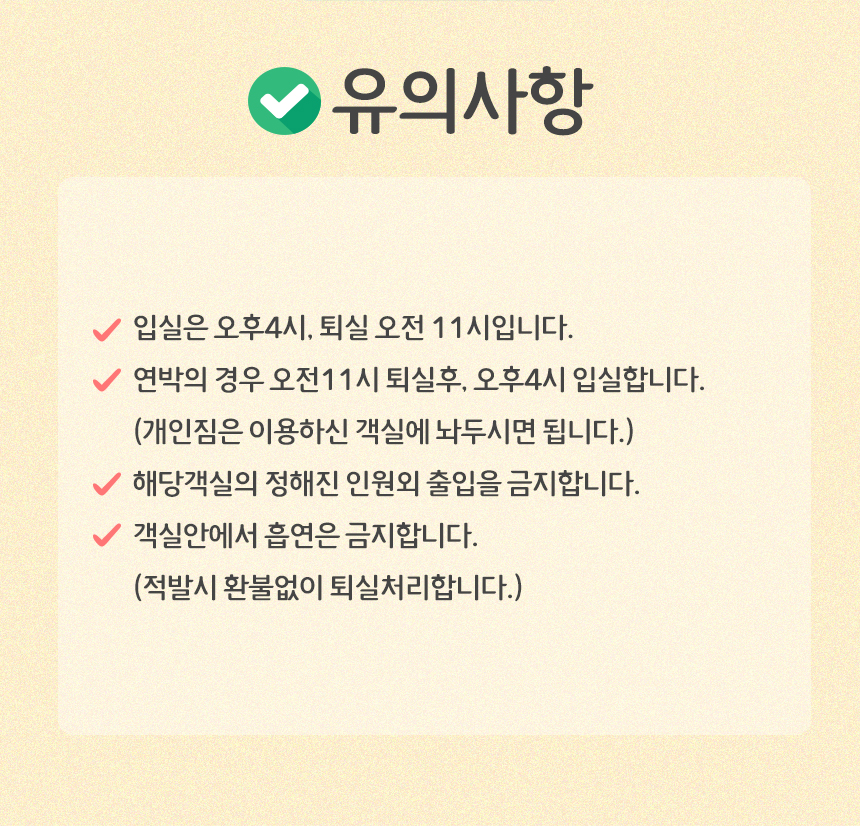 유의사항
입실은 오후4시, 퇴실 오전 11시입니다.
연박의 경우 오전11시 퇴실후, 오후4시 입실합니다.
(개인짐은 이용하신 객실에 놔두시면 됩니다.)
해당객실의 정해진 인원외 출입을 금지합니다.
객실안에서 흡연은 금지합니다.
(적발시 환불없이 퇴실처리합니다.)